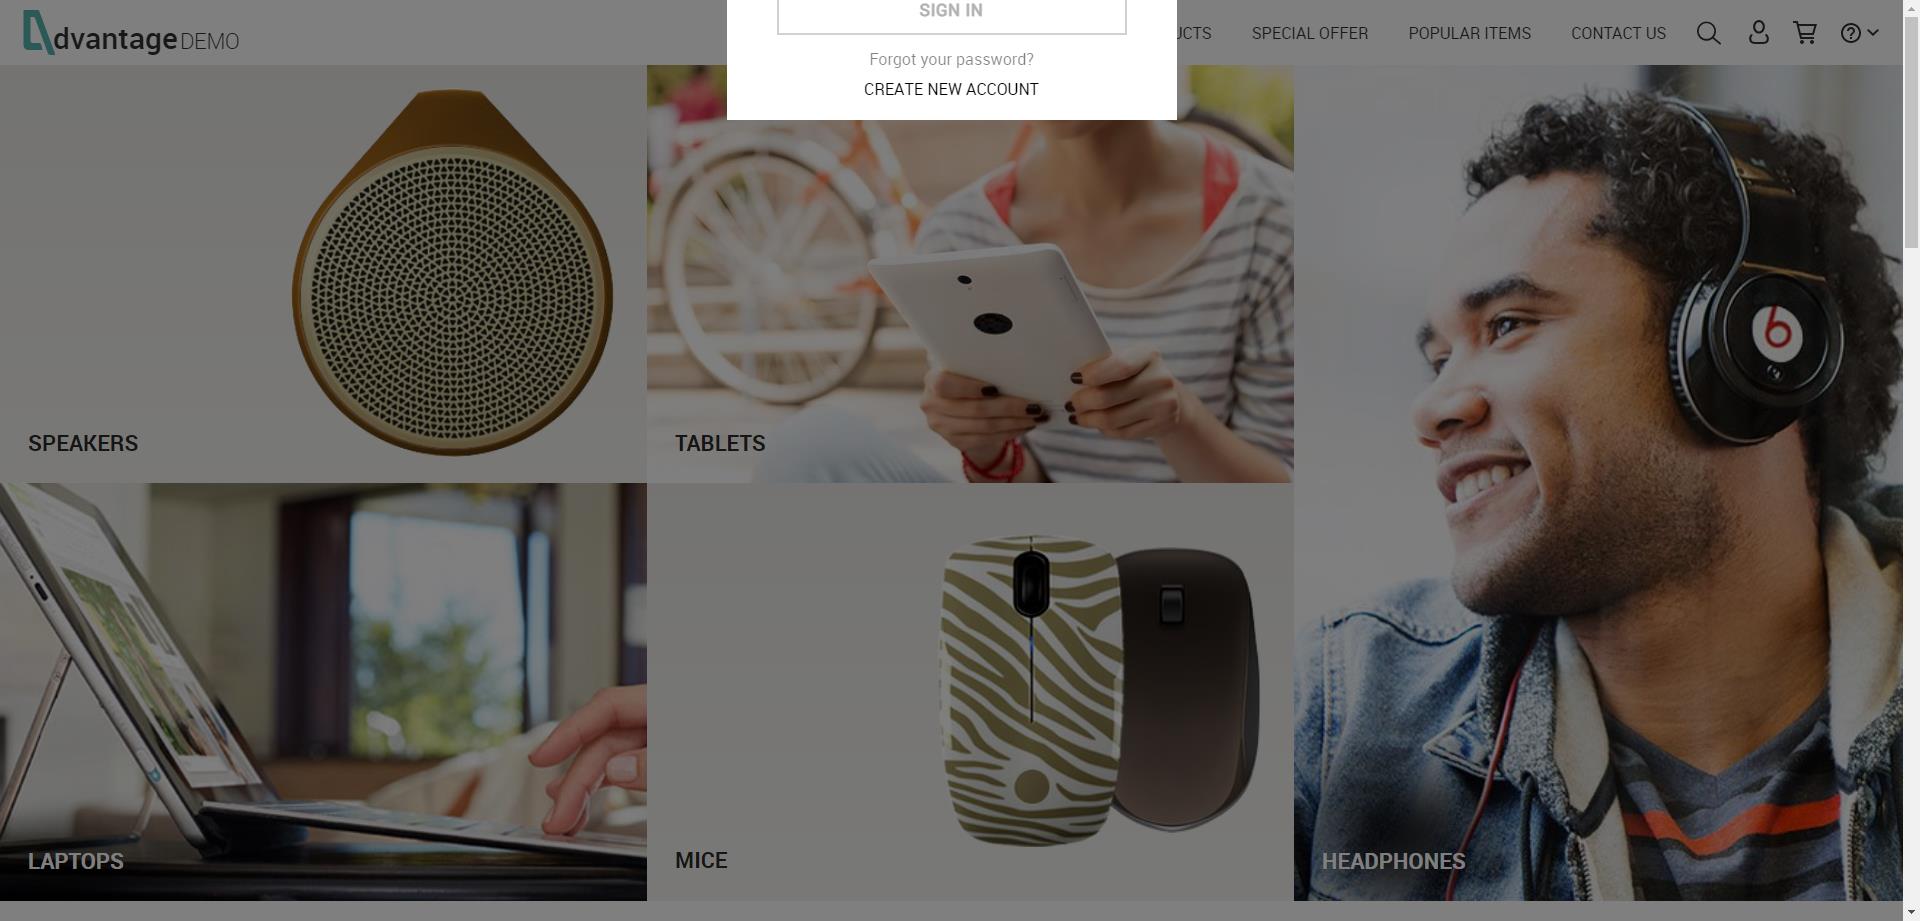 SIGN IN
Forgot your password?
CREATE NEW ACCOUNT
dvantage DEMO
UCTS
SPECIAL OFFER
POPULAR ITEMS
CONTACT US
SPEAKERS
TABLETS
LAPTOPS
MICE
HEADPHONES